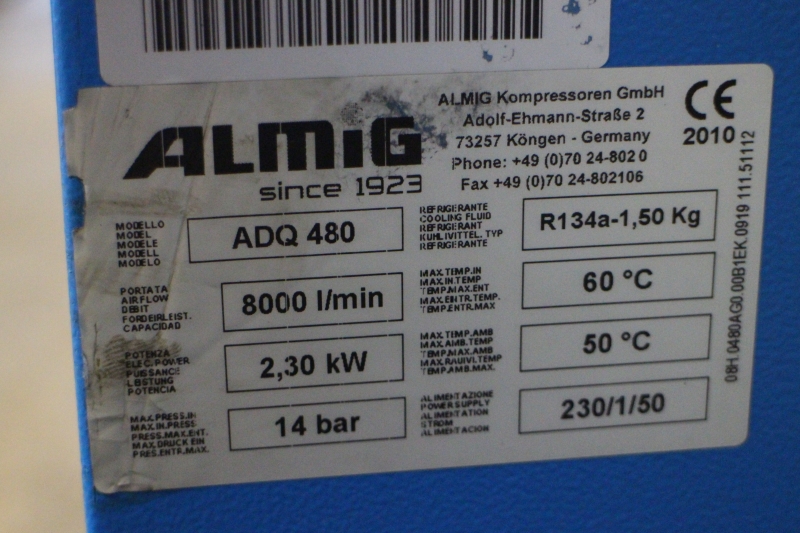 ALMiG
since 1923
ALMIG Kompressoren GmbH
Adolf-Ehmann-Straße 2
73257 Köngen - Germany
Phone: +49 (0)70 24-802 0
Fax +49 (0)70 24-802106
CE
2010
MODELLO
MODEL
MODELE
MODELL
MODELO
ADQ 480
REFRIGERANTE
COOLING FLUID
REFRIGERANT
KUHLIVITTEL. TYP
REFRIGERANTE
R134a-1,50 Kg
PORTATA
AIRFLOW
DEBIT
FORDEIRLEIST.
CAPACIDAD
8000 l/min
MAX.TEMP.IN
MAX.IN.TEMP
TEMP.MAX.ENT
MAX.ENTR.TEMP.
TEMP.ENTR.MAX
60 °C
POTENZA
ELEC.POWER
PUISSANCE
LEISTUNG
POTENCIA
2,30 kW
MAX.TEMP.AMB
MAX.AMB.TEMP
TEMP.MAX.AMB
MAX.RAUIVI.TEMP
TEMP.AMB.MAX.
50 °C
MAX.PRESS.IN
MAX.IN.PRESS.
PRESS.MAX.ENT.
MAX.DRUCK EIN
PRES.ENTR.MAX.
14 bar
ALIMENTAZIONE
POWER SUPPLY
ALIMENTATION
STROM
ALIMENTACION
230/1/50
08H.0480AG0.00B1EK.0919 111.51112